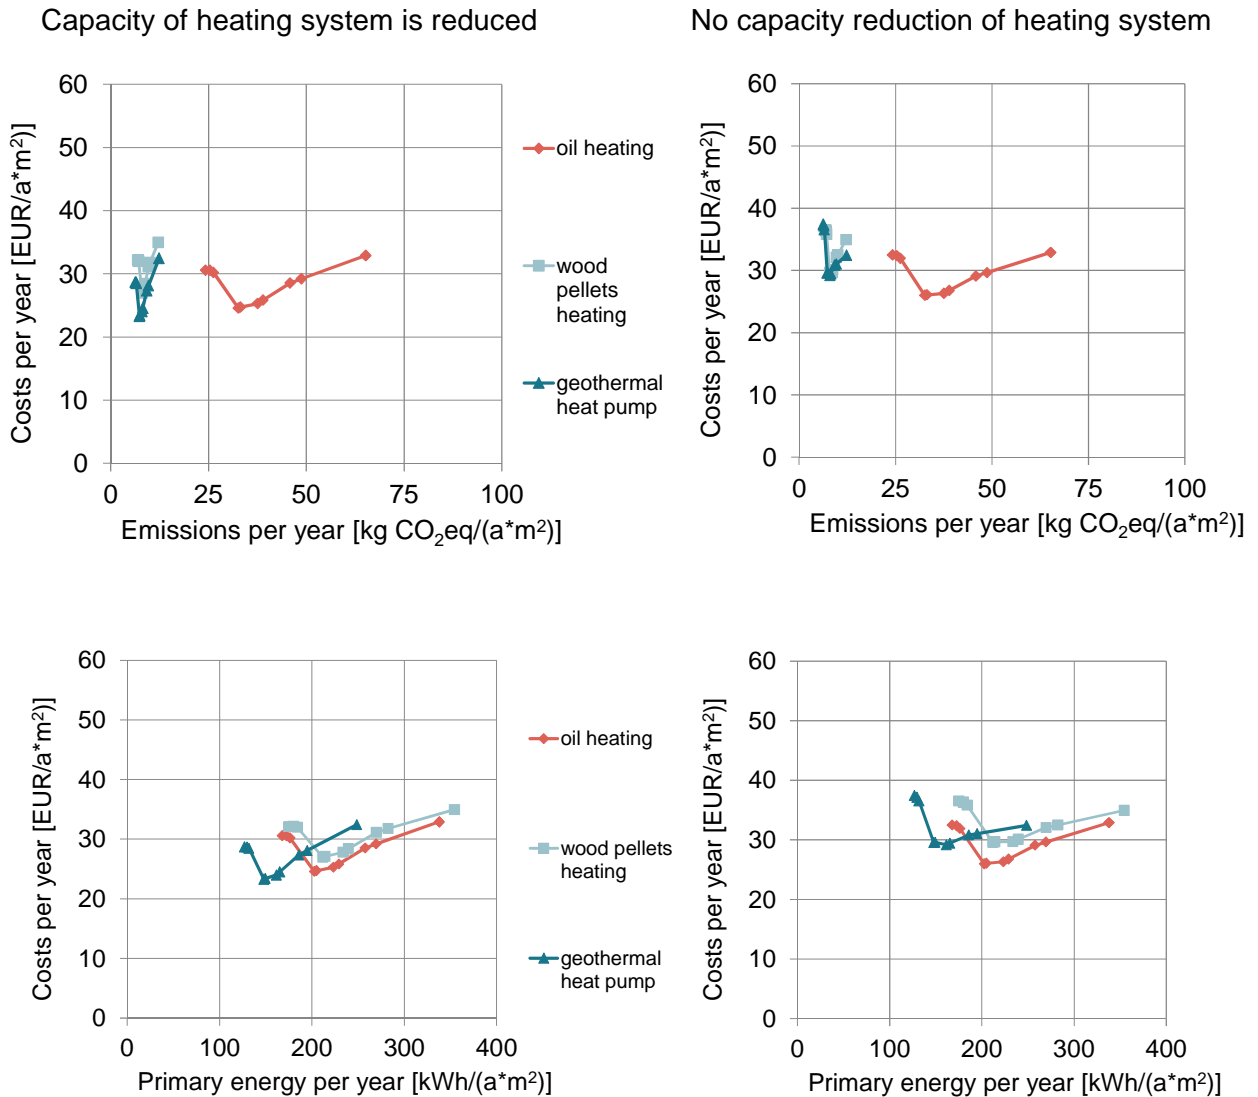 Capacity of heating system is reduced
No capacity reduction of heating system
Costs per year [EUR/a*m²)]
60
50
40
30
20
10
0
0
25
50
75
100
Emissions per year [kg CO₂eq/(a*m²)]
oil heating
wood
pellets
heating
geothermal
heat pump
Costs per year [EUR/a*m²)]
60
50
40
30
20
10
0
0
25
50
75
100
Emissions per year [kg CO₂eq/(a*m²)]
Costs per year [EUR/a*m²)]
60
50
40
30
20
10
0
0
100
200
300
400
Primary energy per year [kWh/(a*m²)]
oil heating
wood pellets
heating
geothermal
heat pump
Costs per year [EUR/a*m²)]
60
50
40
30
20
10
0
0
100
200
300
400
Primary energy per year [kWh/(a*m²)]